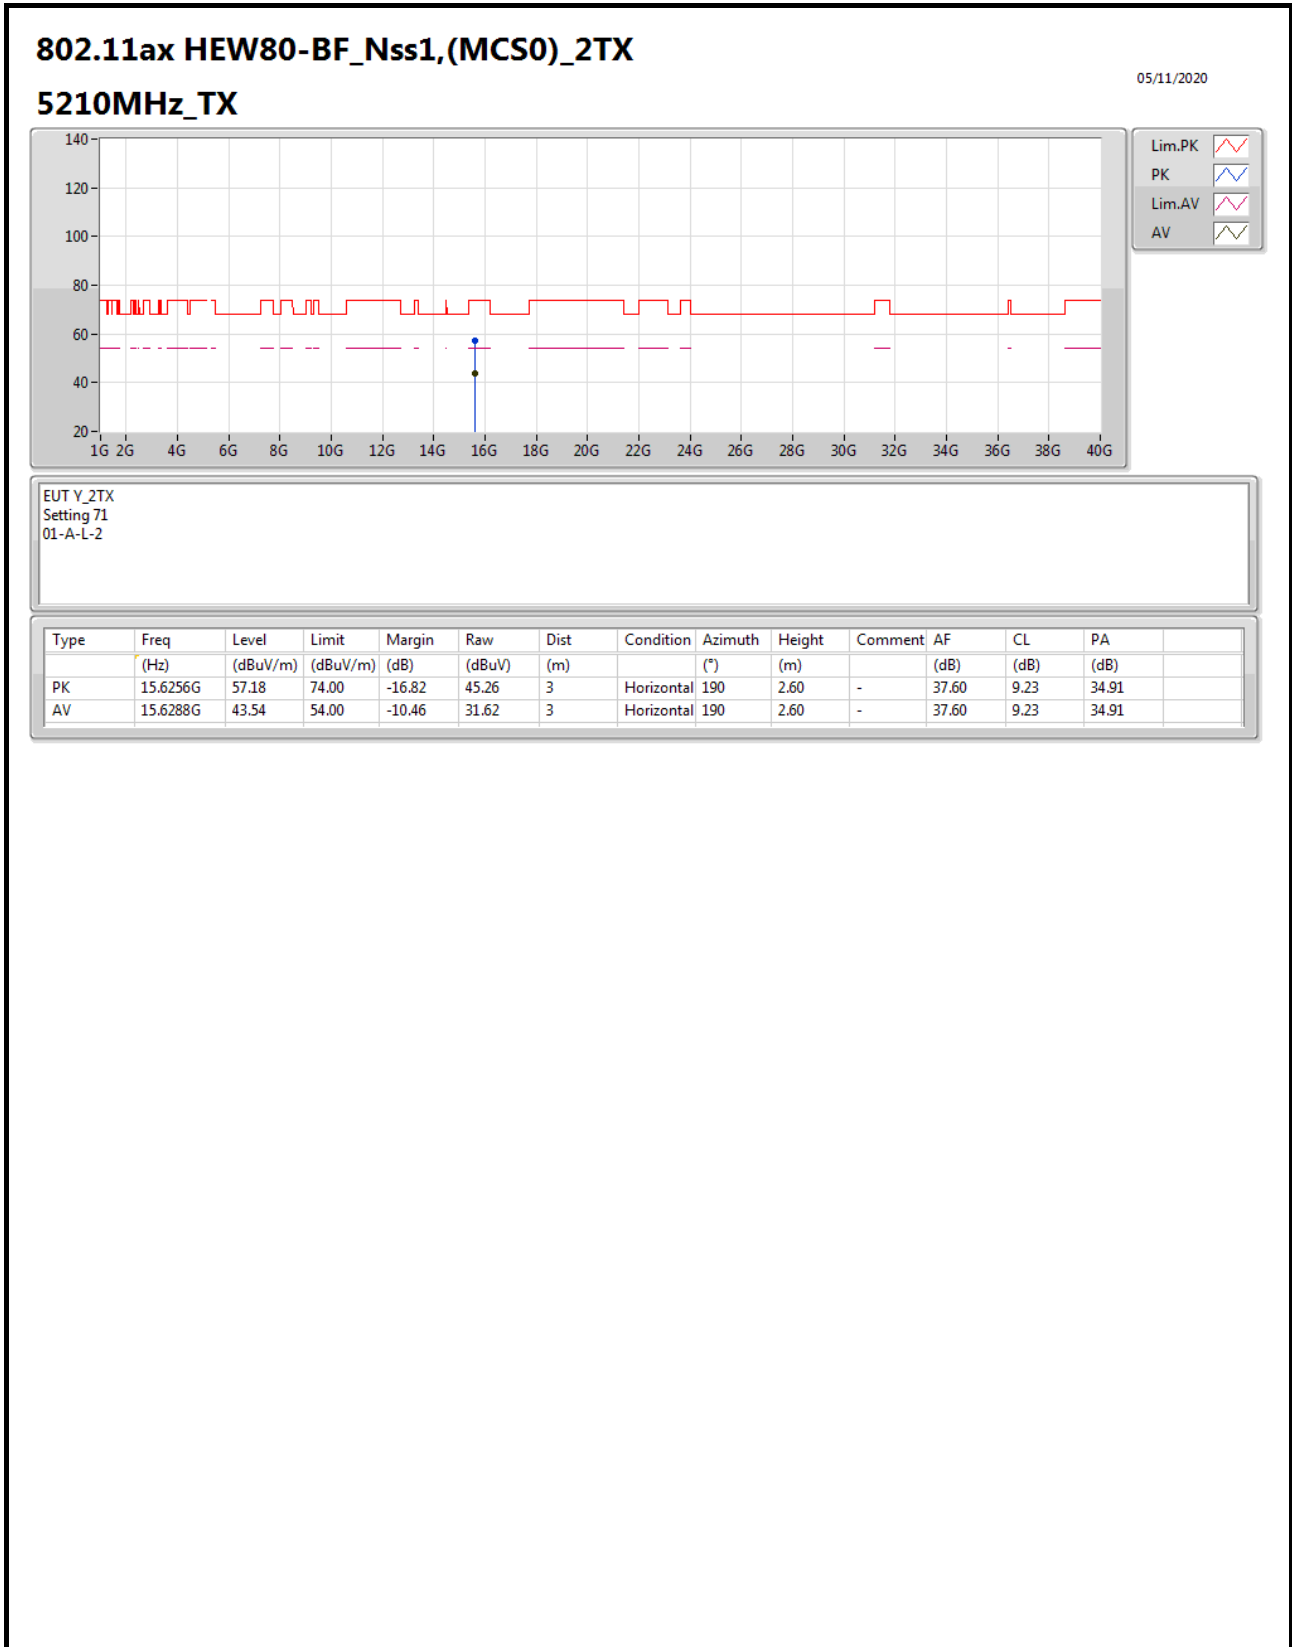 802.11ax HEW80-BF_Nss1,(MCS0)_2TX
05/11/2020
5210MHz_TX
140
120
100
80
60
40
20
1G 2G 4G 6G 8G 10G 12G 14G 16G 18G 20G 22G 24G 26G 28G 30G 32G 34G 36G 38G 40G
Lim.PK
PK
Lim.AV
AV
EUT Y_2TX
Setting 71
01-A-L-2
Type Freq Level Limit Margin Raw Dist Condition Azimuth Height Comment AF CL PA
(Hz) (dBuV/m) (dBuV/m) (dB) (dBuV) (m) (°) (m) (dB) (dB) (dB)
PK 15.6256G 57.18 74.00 -16.82 45.26 3 Horizontal 190 2.60 - 37.60 9.23 34.91
AV 15.6288G 43.54 54.00 -10.46 31.62 3 Horizontal 190 2.60 - 37.60 9.23 34.91